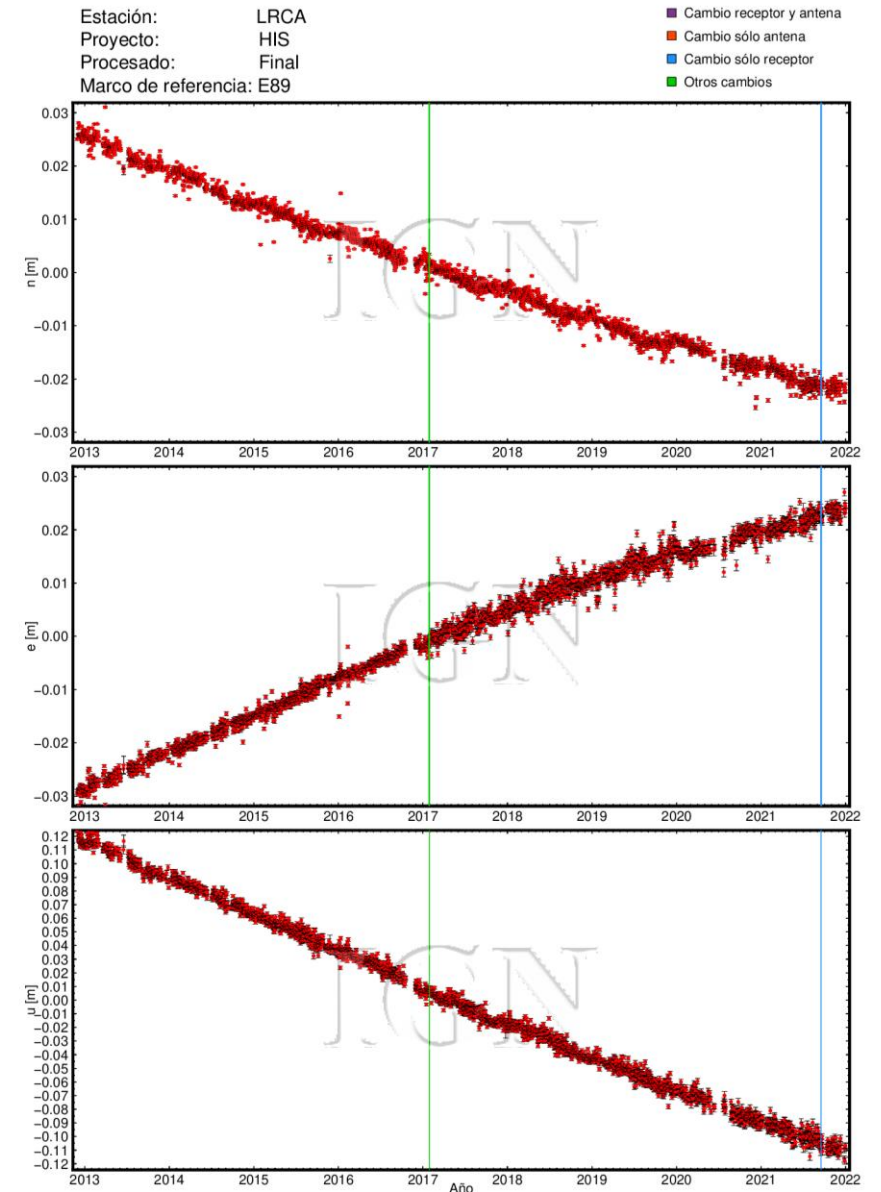 Estación: LRCA
Proyecto: HIS
Procesado: Final
Marco de referencia: E89
Cambio receptor y antena
Cambio sólo antena
Cambio sólo receptor
Otros cambios
n [m]
0.03
0.02
0.01
0.00
−0.01
−0.02
−0.03
IGN
2013 2014 2015 2016 2017 2018 2019 2020 2021 2022
e [m]
0.03
0.02
0.01
0.00
−0.01
−0.02
−0.03
IGN
2013 2014 2015 2016 2017 2018 2019 2020 2021 2022
u [m]
0.12
0.11
0.10
0.09
0.08
0.07
0.06
0.05
0.04
0.03
0.02
0.01
0.00
−0.01
−0.02
−0.03
−0.04
−0.05
−0.06
−0.07
−0.08
−0.09
−0.10
−0.11
−0.12
IGN
2013 2014 2015 2016 2017 2018 2019 2020 2021 2022
Año